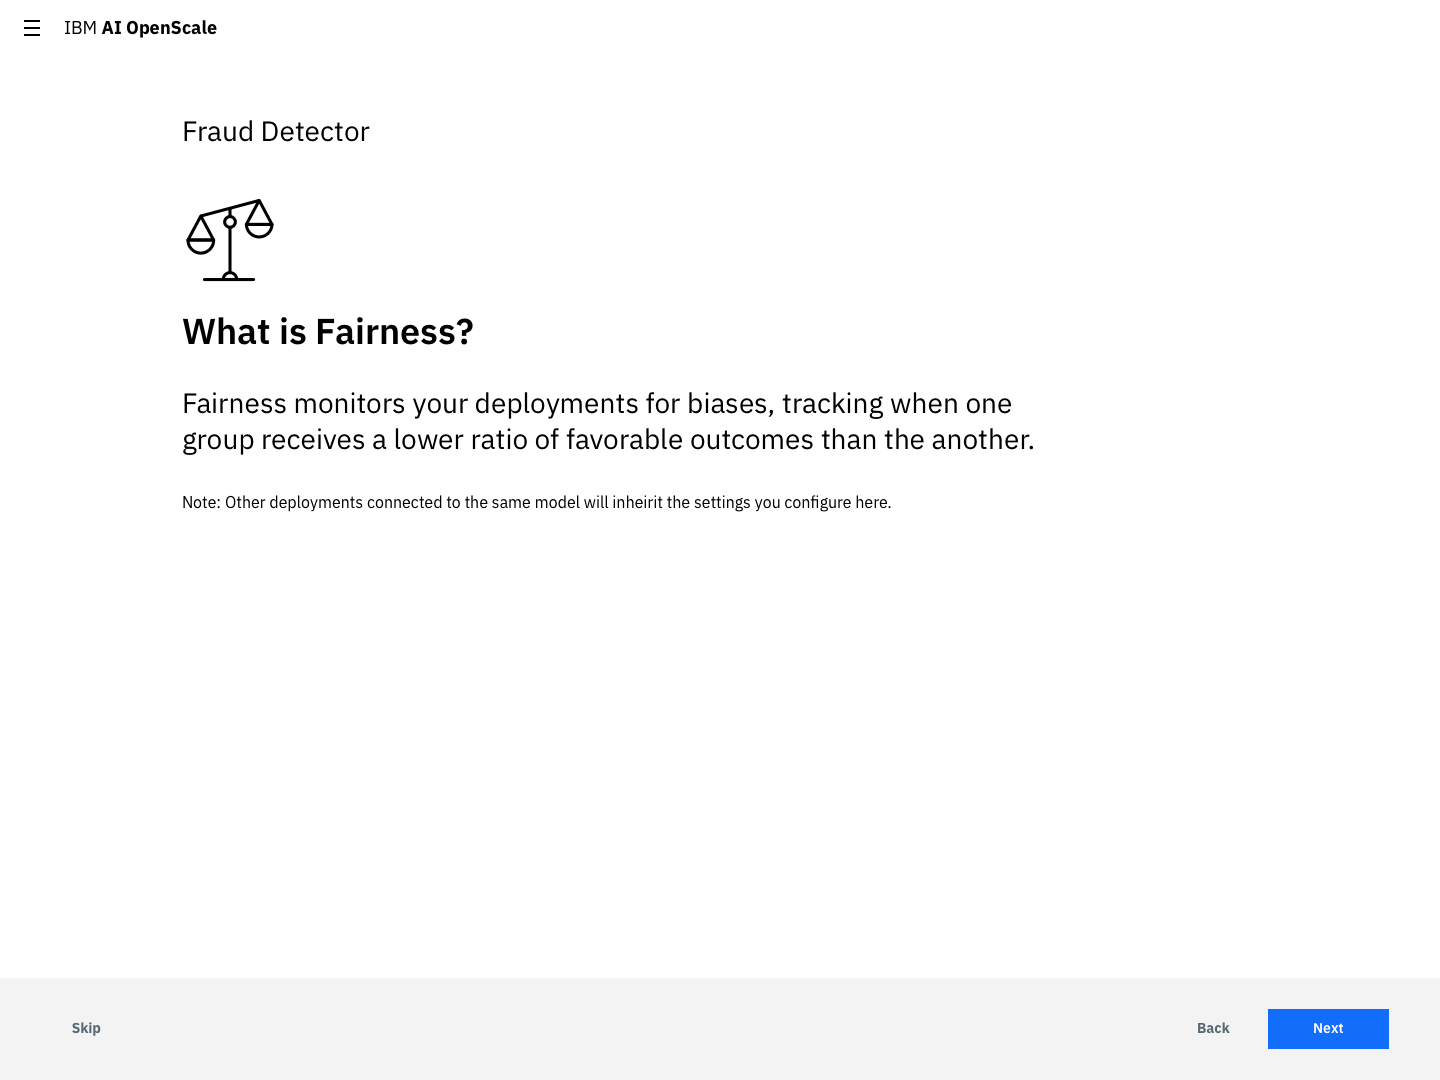 IBM AI OpenScale
Fraud Detector
What is Fairness?
Fairness monitors your deployments for biases, tracking when one
group receives a lower ratio of favorable outcomes than the another.
Note: Other deployments connected to the same model will inheirit the settings you configure here.
Skip
Back
Next